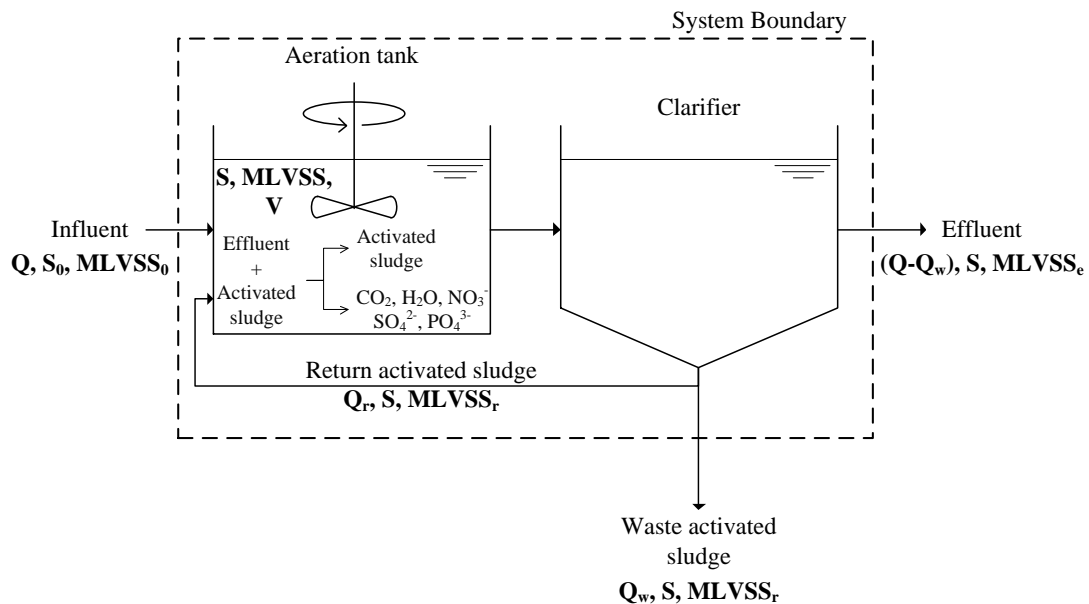 System Boundary
Aeration tank
Clarifier
S, MLVSS,
V
Influent
Q, S₀, MLVSS₀
Effluent
+
Activated
sludge
Activated
sludge
CO₂, H₂O, NO₃⁻
SO₄²⁻, PO₄³⁻
Effluent
(Q-Qw), S, MLVSSₑ
Return activated sludge
Qᵣ, S, MLVSSᵣ
Waste activated
sludge
Qw, S, MLVSSᵣ